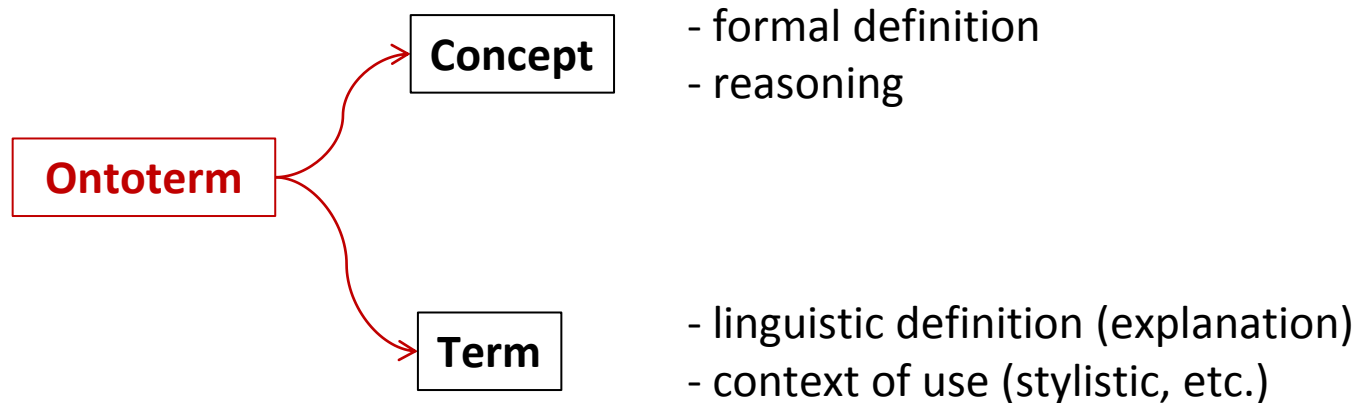 Concept
- formal definition
- reasoning
Ontoterm
Term
- linguistic definition (explanation)
- context of use (stylistic, etc.)